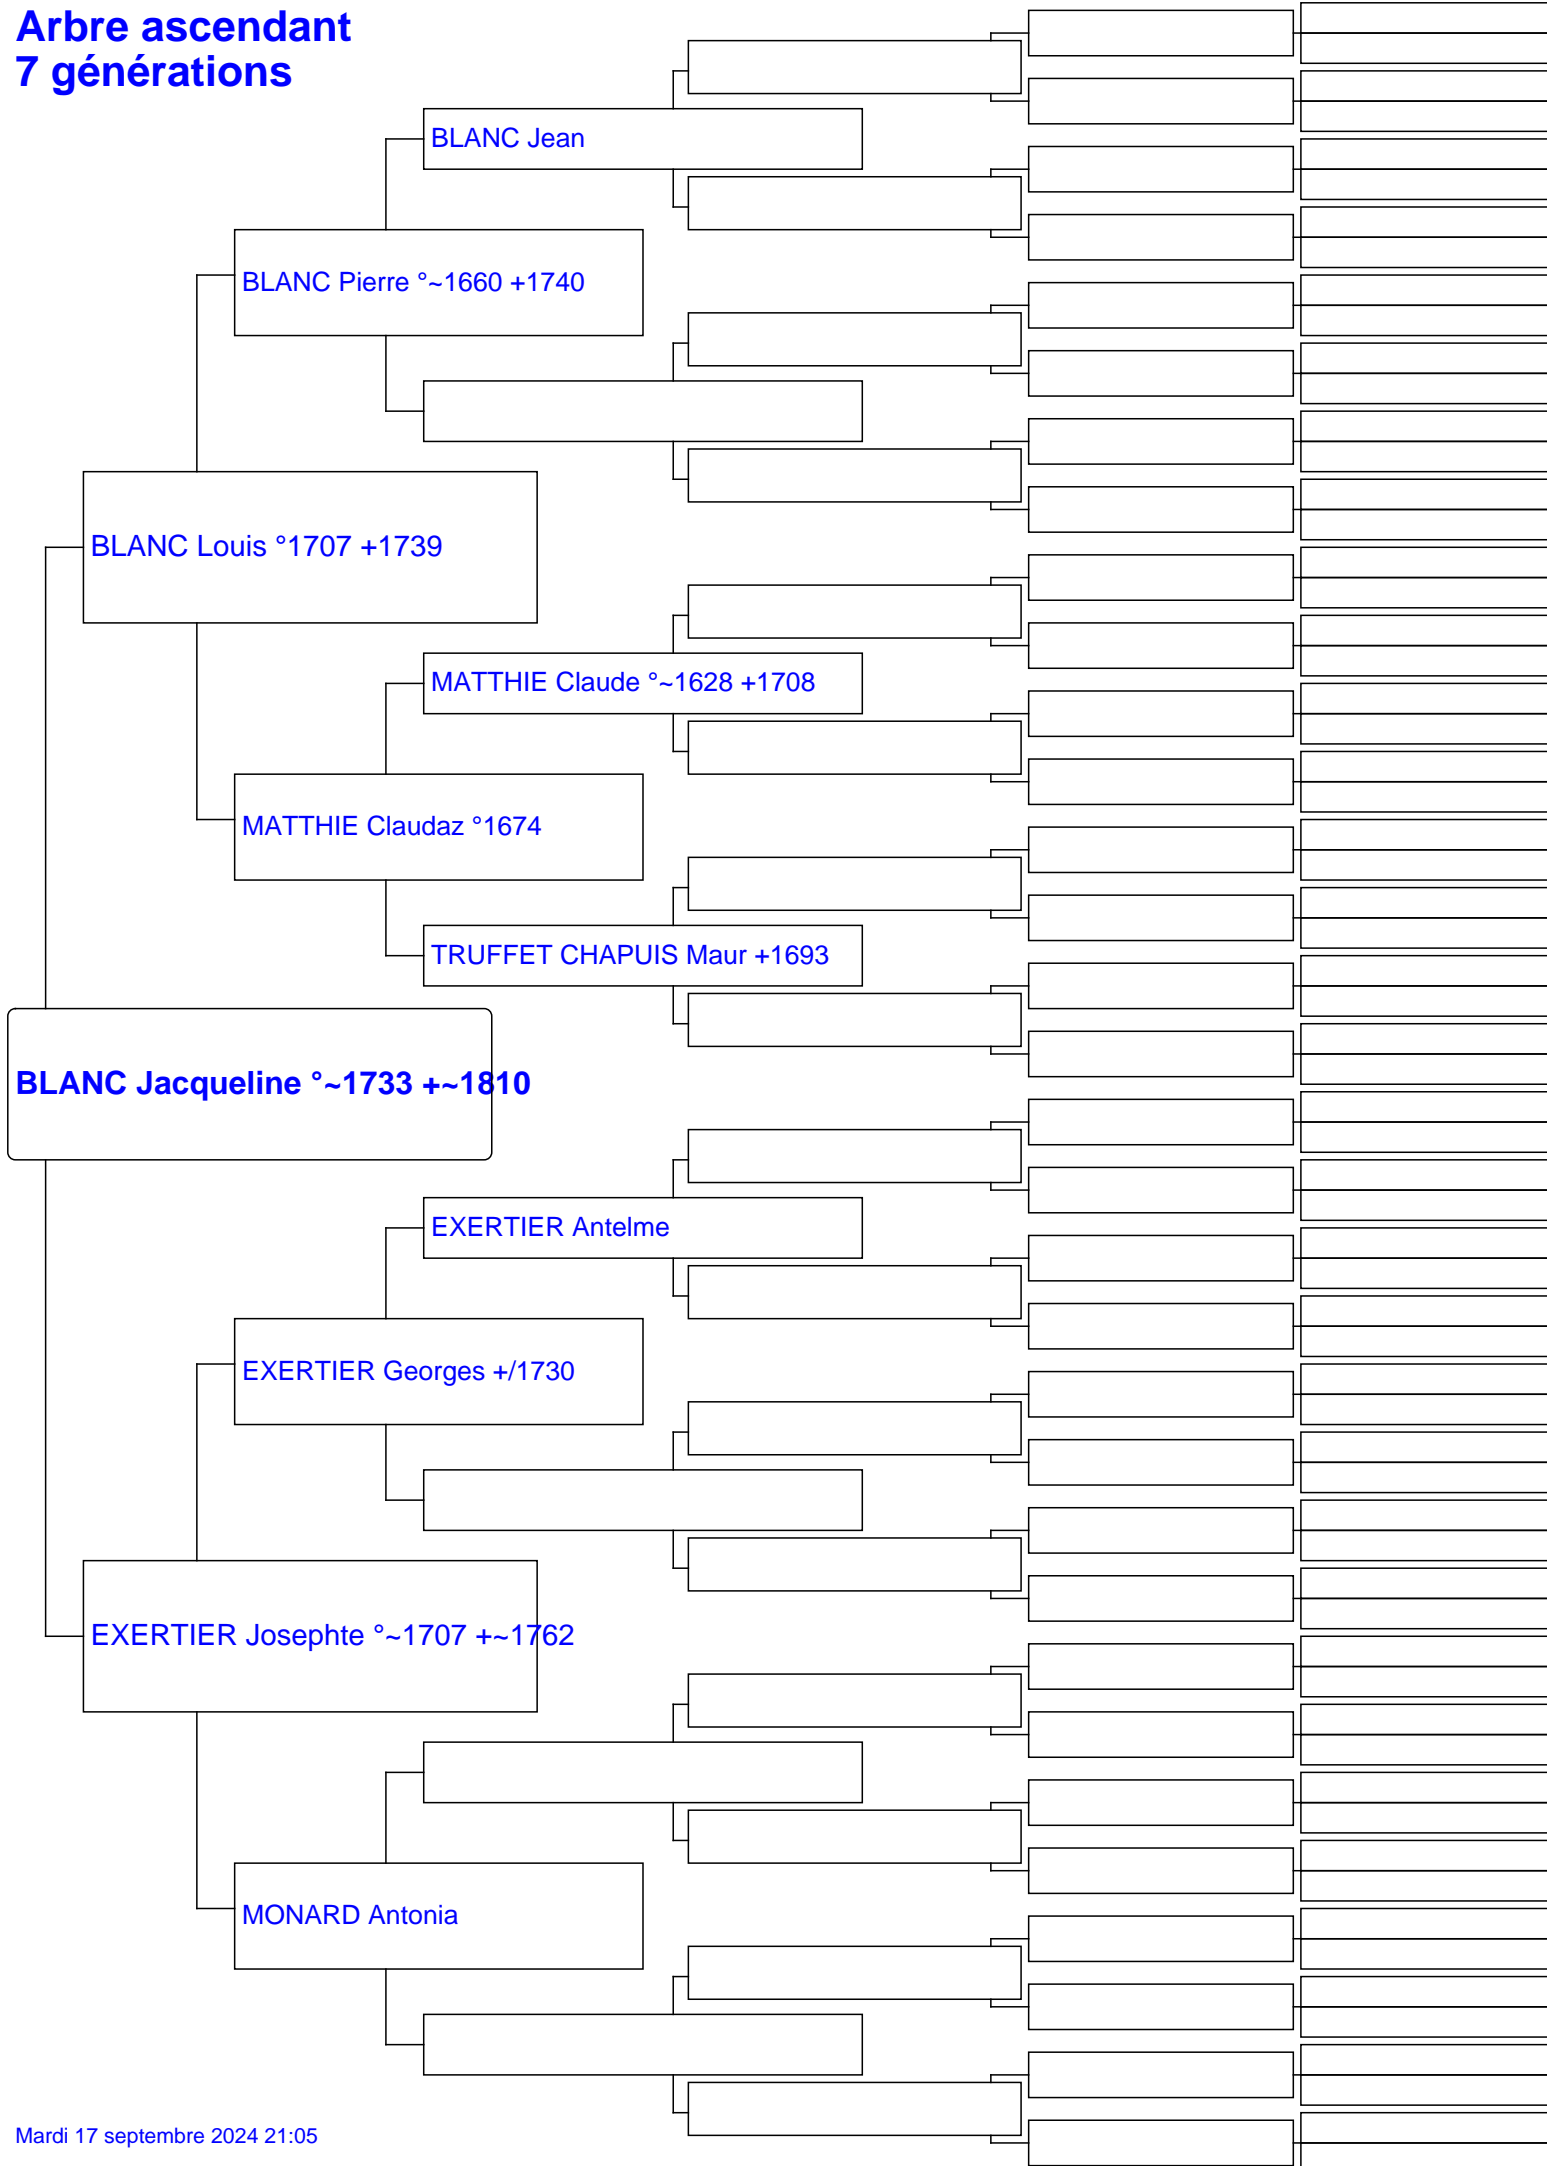 Arbre ascendant
7 générations
BLANC Jean
BLANC Pierre °~1660 +1740
BLANC Louis °1707 +1739
MATTHIE Claude °~1628 +1708
MATTHIE Claudaz °1674
TRUFFET CHAPUIS Maur +1693
BLANC Jacqueline °~1733 +~1810
EXERTIER Antelme
EXERTIER Georges +/1730
EXERTIER Josephte °~1707 +~1762
MONARD Antonia
Mardi 17 septembre 2024 21:05